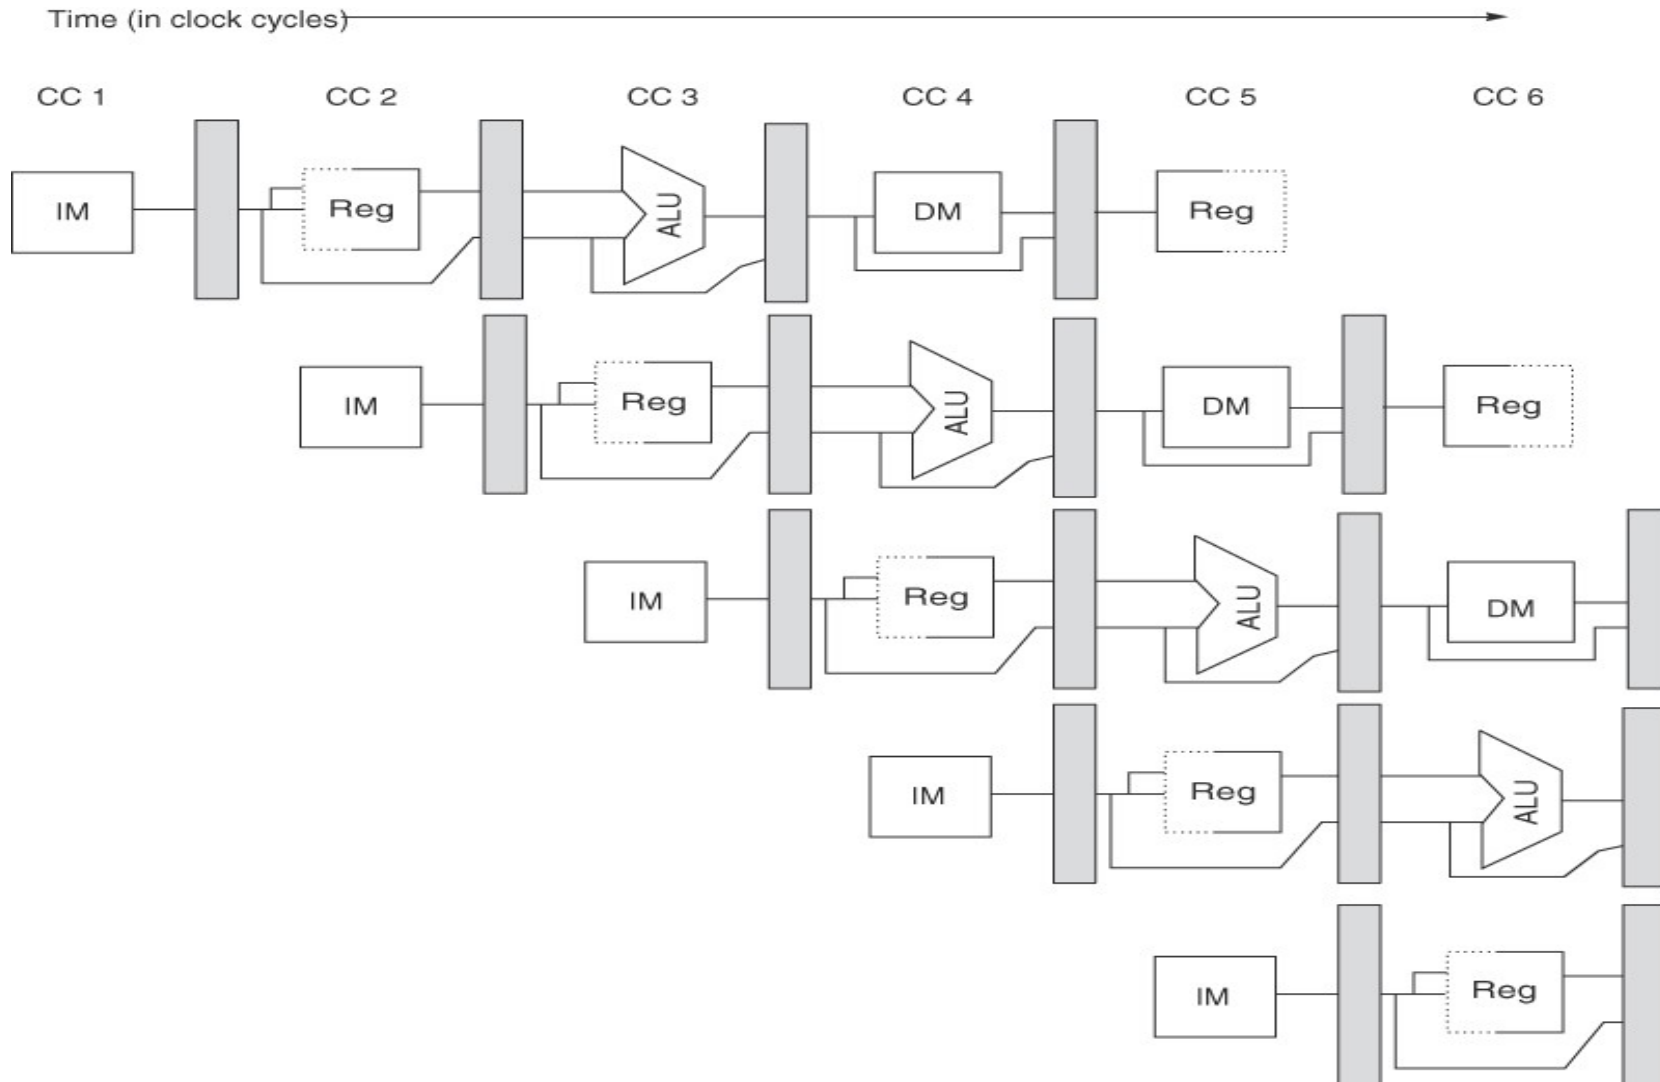 Time (in clock cycles)
CC 1 CC 2 CC 3 CC 4 CC 5 CC 6
IM Reg ALU DM Reg
IM Reg ALU DM Reg
IM Reg ALU DM
IM Reg ALU
IM Reg